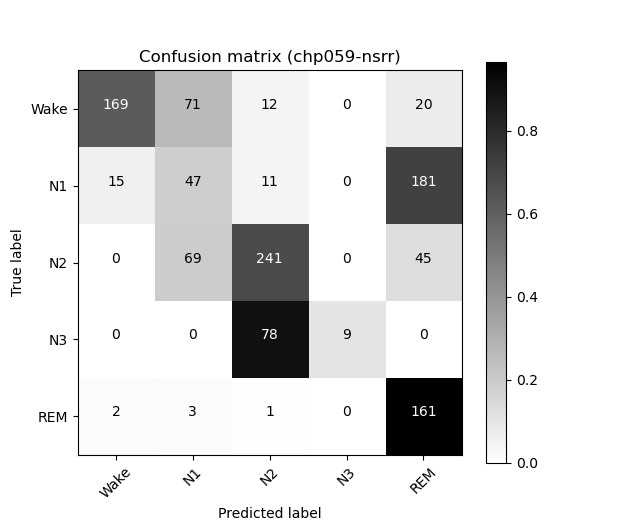 Confusion matrix (chp059-nsrr)
Wake 169 71 12 0 20
N1 15 47 11 0 181
N2 0 69 241 0 45
N3 0 0 78 9 0
REM 2 3 1 0 161
Wake N1 N2 N3 REM
True label
Predicted label
0.8
0.6
0.4
0.2
0.0